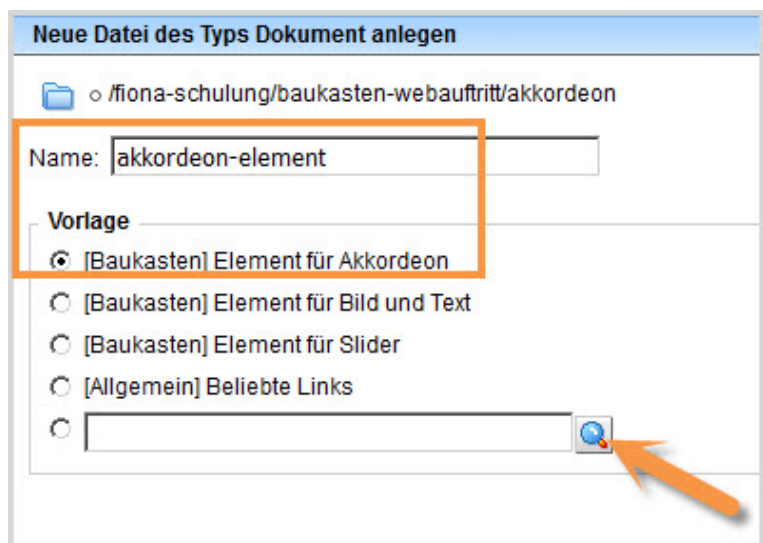 Neue Datei des Typs Dokument anlegen
○ /fiona-schulung/baukasten-webauftritt/akkordeon
Name: akkordeon-element
Vorlage
[Baukasten] Element für Akkordeon
[Baukasten] Element für Bild und Text
[Baukasten] Element für Slider
[Allgemein] Beliebte Links